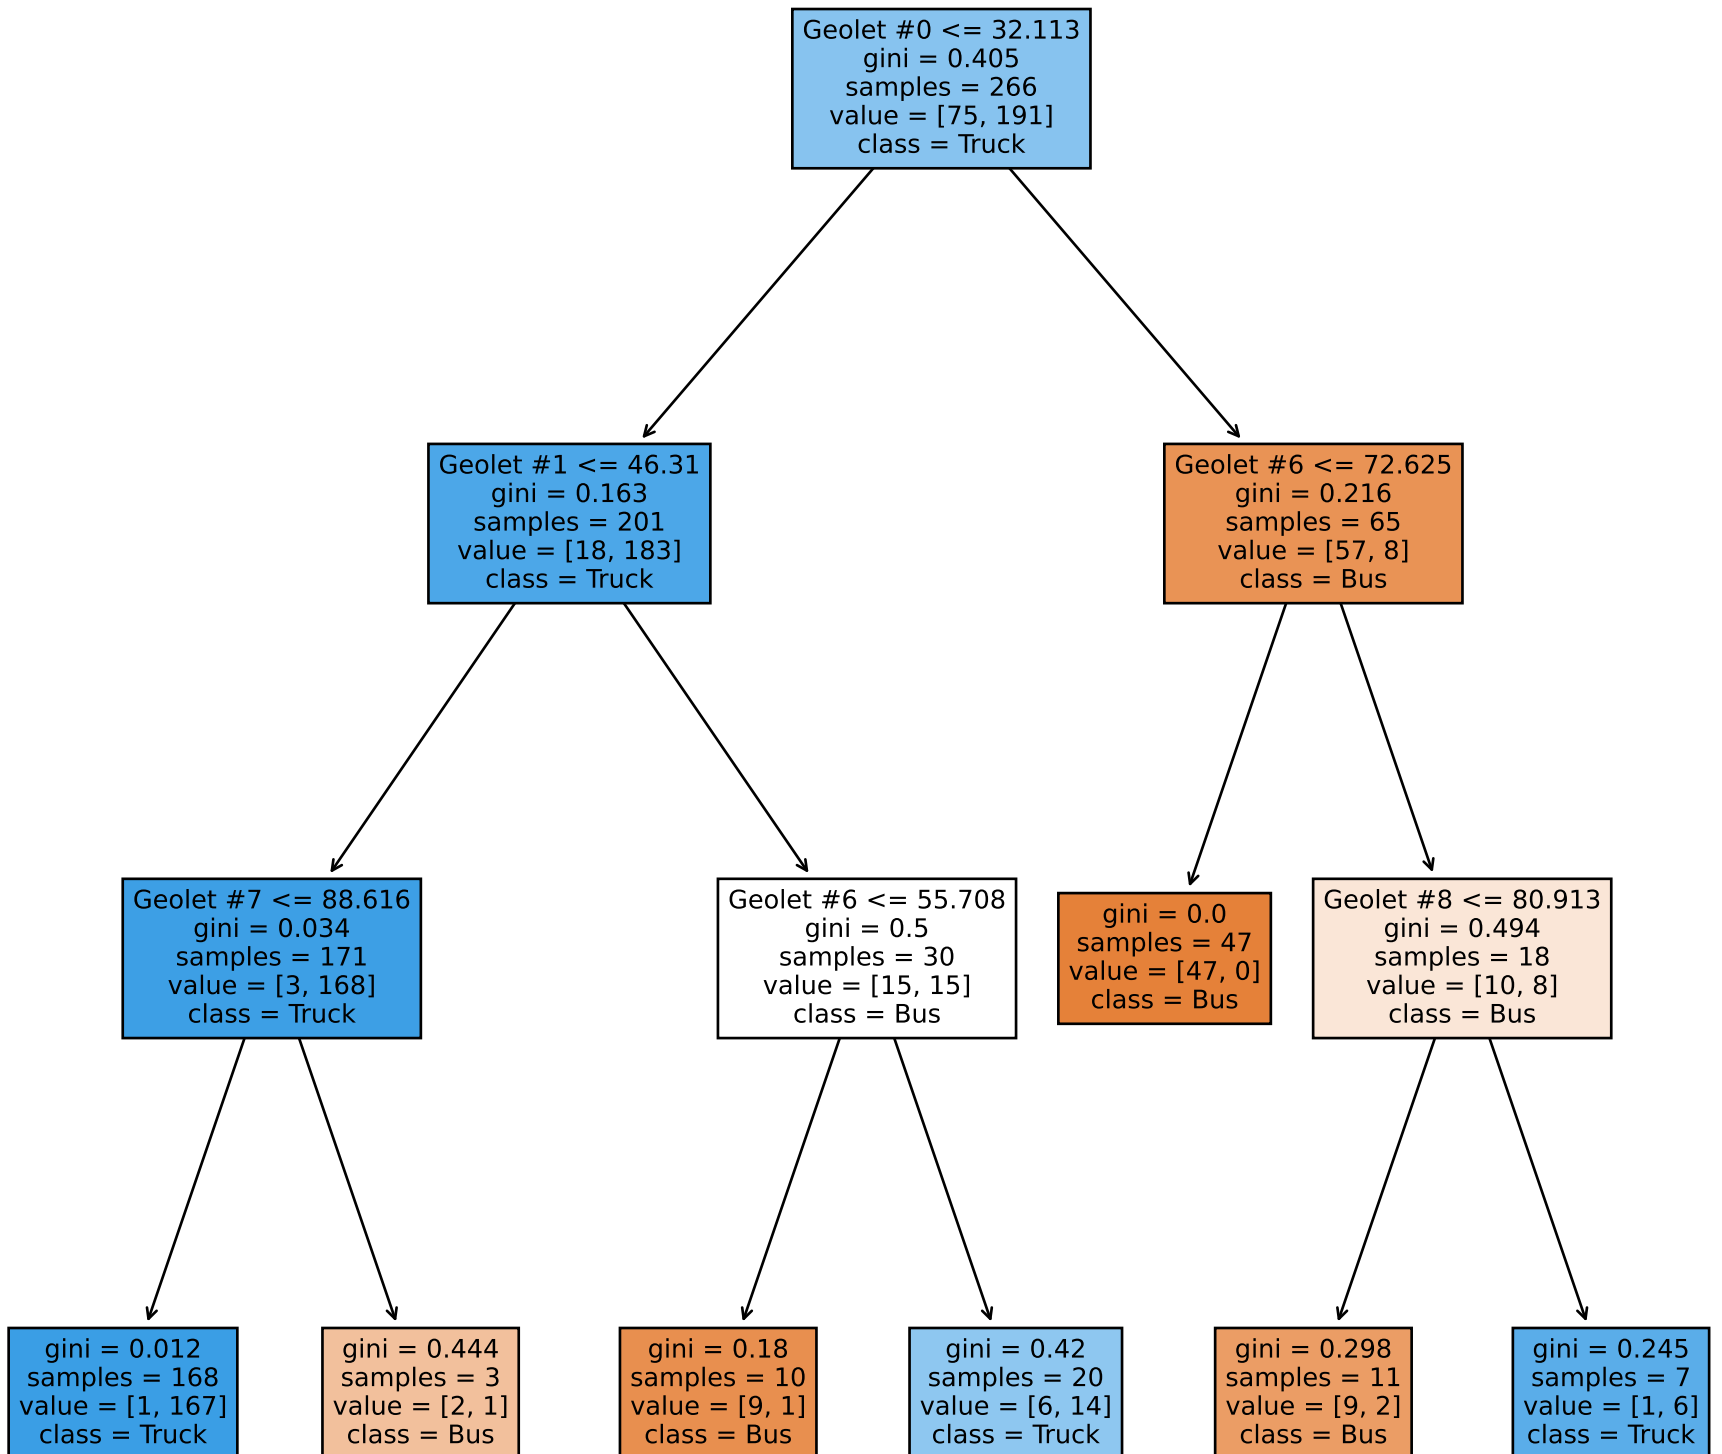 Geolet #0 <= 32.113
gini = 0.405
samples = 266
value = [75, 191]
class = Truck
Geolet #1 <= 46.31
gini = 0.163
samples = 201
value = [18, 183]
class = Truck
Geolet #6 <= 72.625
gini = 0.216
samples = 65
value = [57, 8]
class = Bus
Geolet #7 <= 88.616
gini = 0.034
samples = 171
value = [3, 168]
class = Truck
Geolet #6 <= 55.708
gini = 0.5
samples = 30
value = [15, 15]
class = Bus
gini = 0.0
samples = 47
value = [47, 0]
class = Bus
Geolet #8 <= 80.913
gini = 0.494
samples = 18
value = [10, 8]
class = Bus
gini = 0.012
samples = 168
value = [1, 167]
class = Truck
gini = 0.444
samples = 3
value = [2, 1]
class = Bus
gini = 0.18
samples = 10
value = [9, 1]
class = Bus
gini = 0.42
samples = 20
value = [6, 14]
class = Truck
gini = 0.298
samples = 11
value = [9, 2]
class = Bus
gini = 0.245
samples = 7
value = [1, 6]
class = Truck